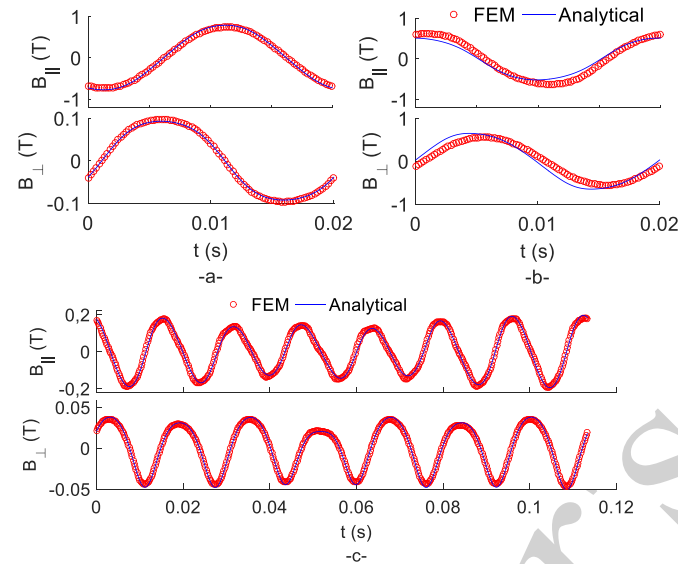 FEM Analytical
1
0
-1
B∥ (T)
0.1
0
-0.1
B⊥ (T)
0 0.01 0.02
t (s)
-a-
1
0
-1
B∥ (T)
1
0
-1
B⊥ (T)
0 0.01 0.02
t (s)
-b-
FEM Analytical
0,2
0
-0,2
B∥ (T)
0.05
0
-0.05
B⊥ (T)
0 0.02 0.04 0.06 0.08 0.1 0.12
t (s)
-c-
r's